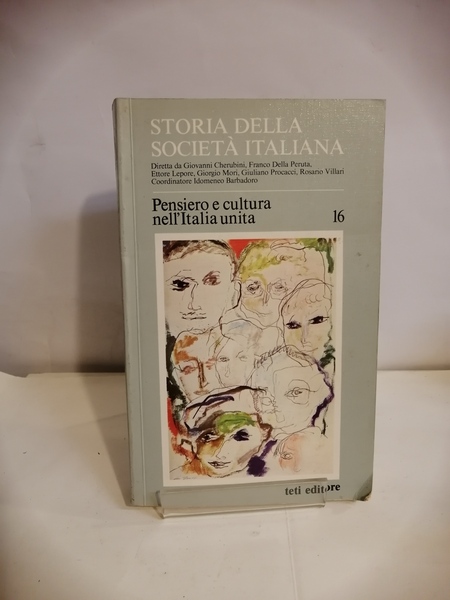 STORIA DELLA
SOCIETÀ ITALIANA
Diretta da Giovanni Cherubini, Franco Della Peruta,
Ettore Lepore, Giorgio Mori, Giuliano Procacci, Rosario Villari
Coordinatore Idomeneo Barbadoro
Pensiero e cultura
nell'Italia unita 16
teti editore